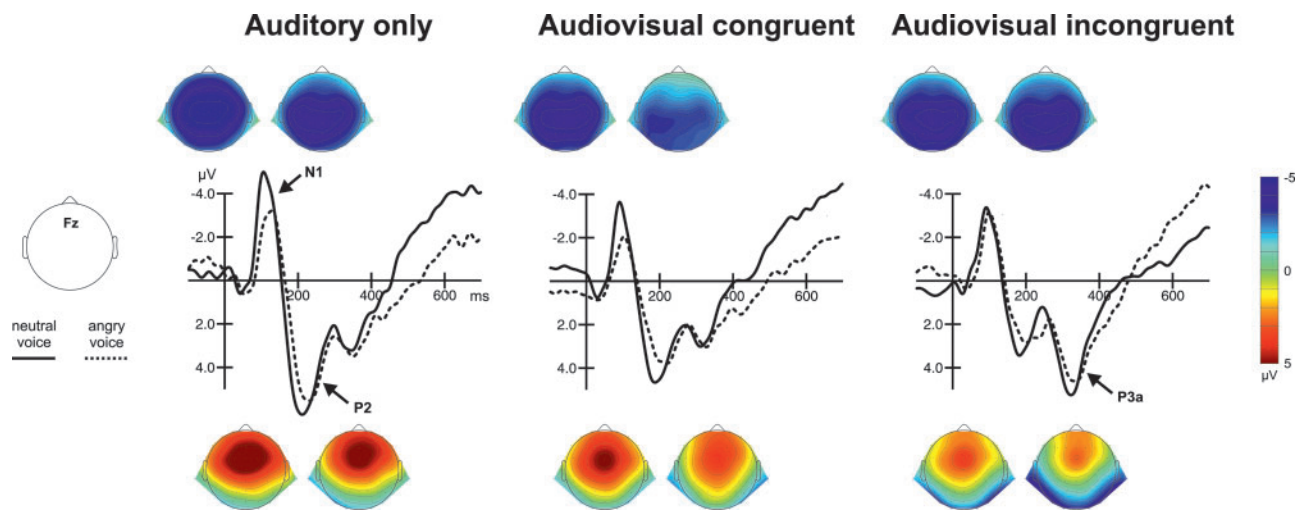 Auditory only
Audiovisual congruent
Audiovisual incongruent
Fz
neutral voice
angry voice
µV
-4.0
-2.0
2.0
4.0
200
400
600
ms
N1
P2
-4.0
-2.0
2.0
4.0
200
400
600
-4.0
-2.0
2.0
4.0
200
400
600
P3a
-5
0
5
µV